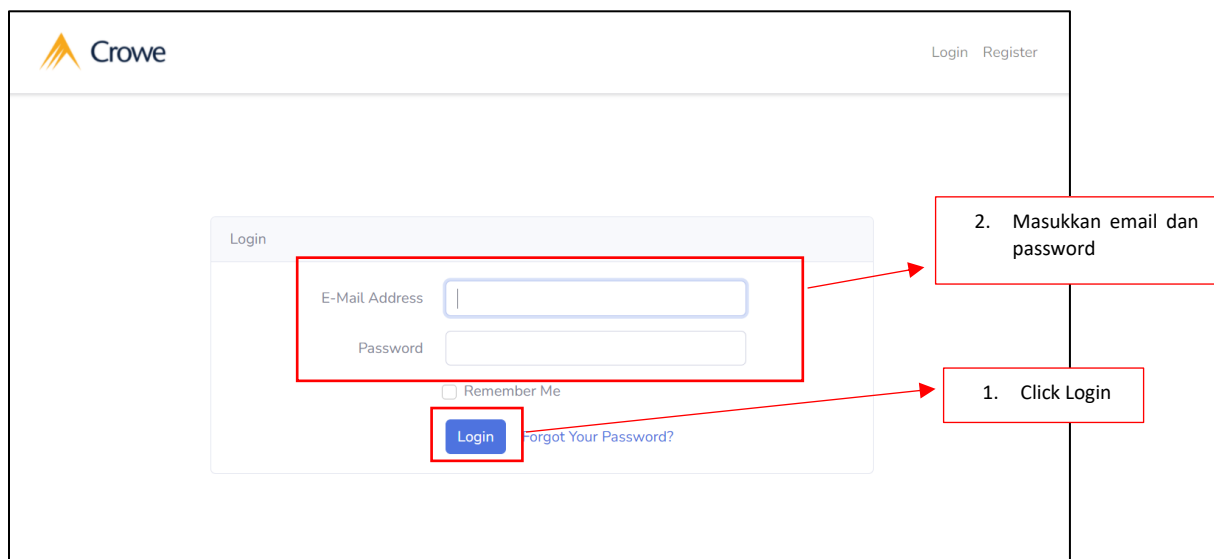 Crowe
Login Register
Login
2. Masukkan email dan
password
E-Mail Address
Password
Remember Me
1. Click Login
Login Forgot Your Password?